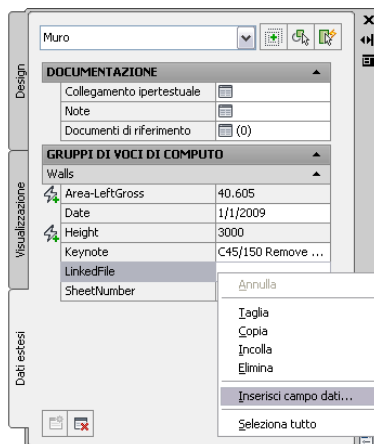 Muro
Design
Visualizzazione
Dati estesi
DOCUMENTAZIONE
Collegamento ipertestuale
Note
Documenti di riferimento (0)
GRUPPI DI VOCI DI COMPUTO
Walls
Area-LeftGross 40.605
Date 1/1/2009
Height 3000
Keynote C45/150 Remove ...
LinkedFile
SheetNumber
Annulla
Taglia
Copia
Incolla
Elimina
Inserisci campo dati...
Seleziona tutto